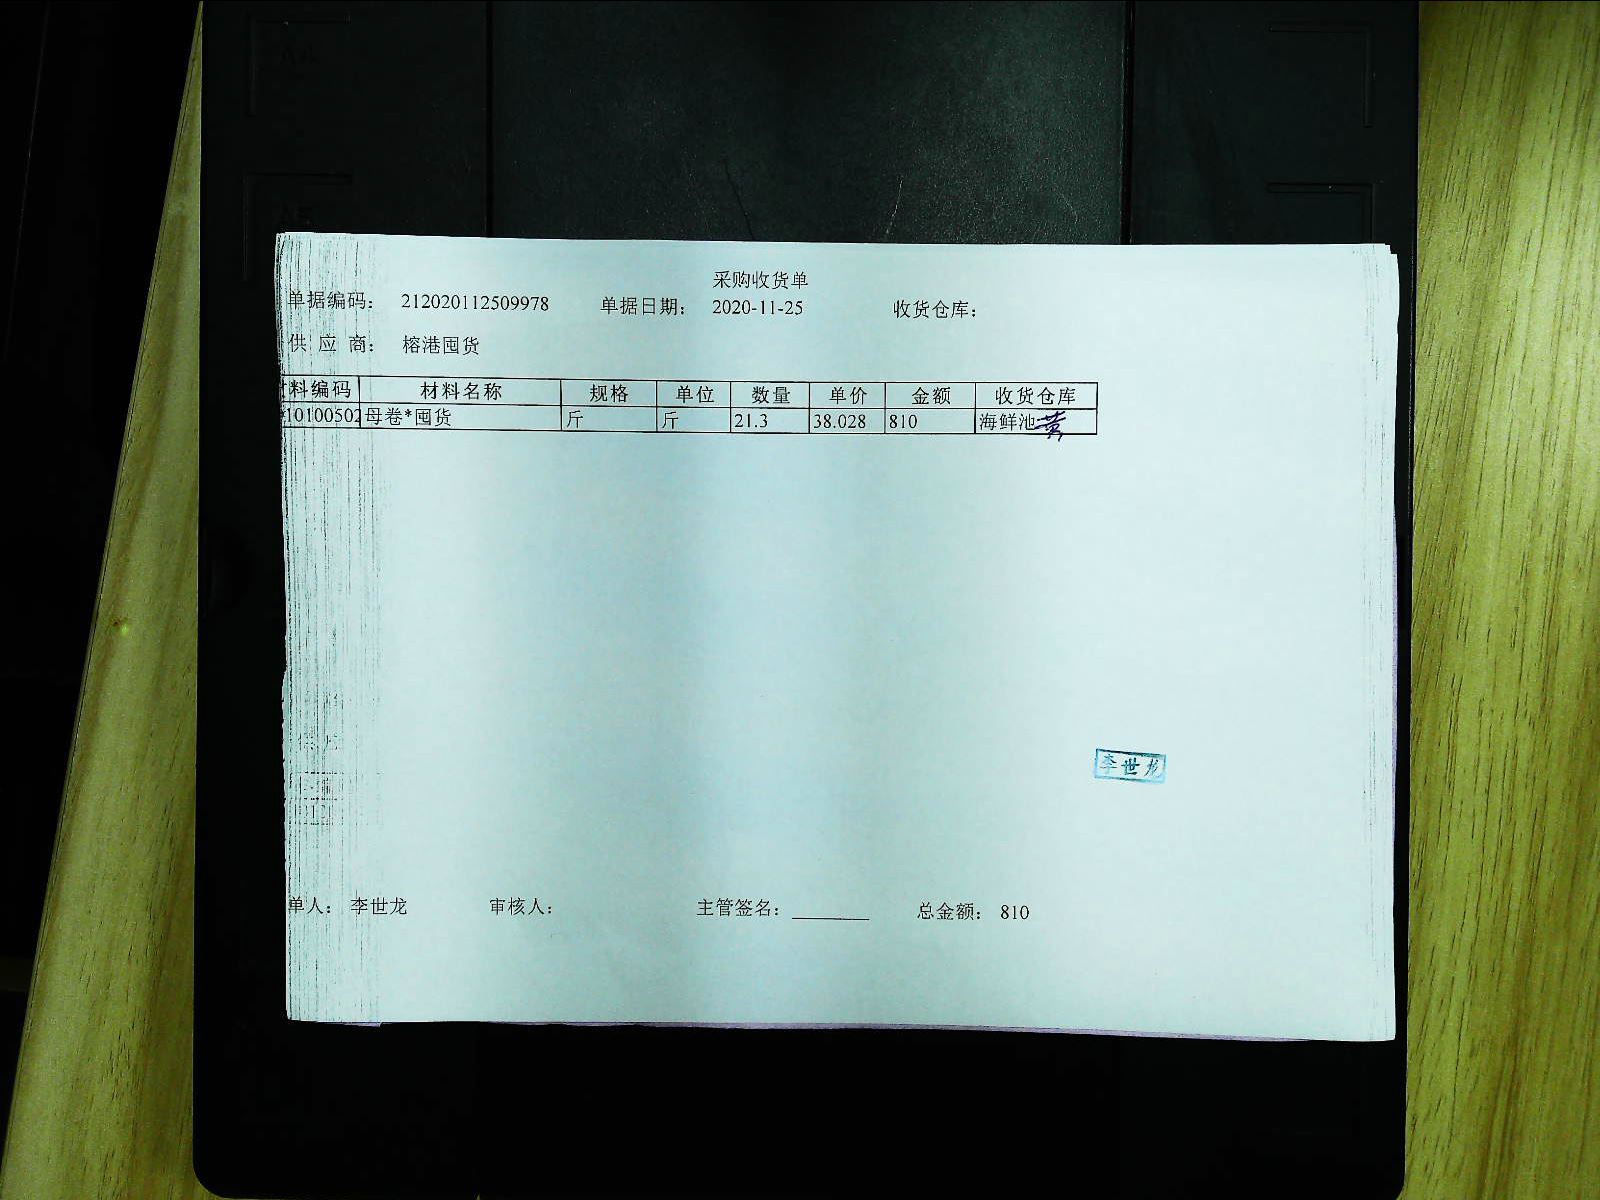 采购收货单
单据编码： 212020112509978 单据日期： 2020-11-25 收货仓库：
供 应 商： 榕港囤货
料编码 材料名称 规格 单位 数量 单价 金额 收货仓库
10100502 母卷*囤货 斤 斤 21.3 38.028 810 海鲜池 黄
李世龙
单人： 李世龙 审核人： 主管签名： 总金额： 810